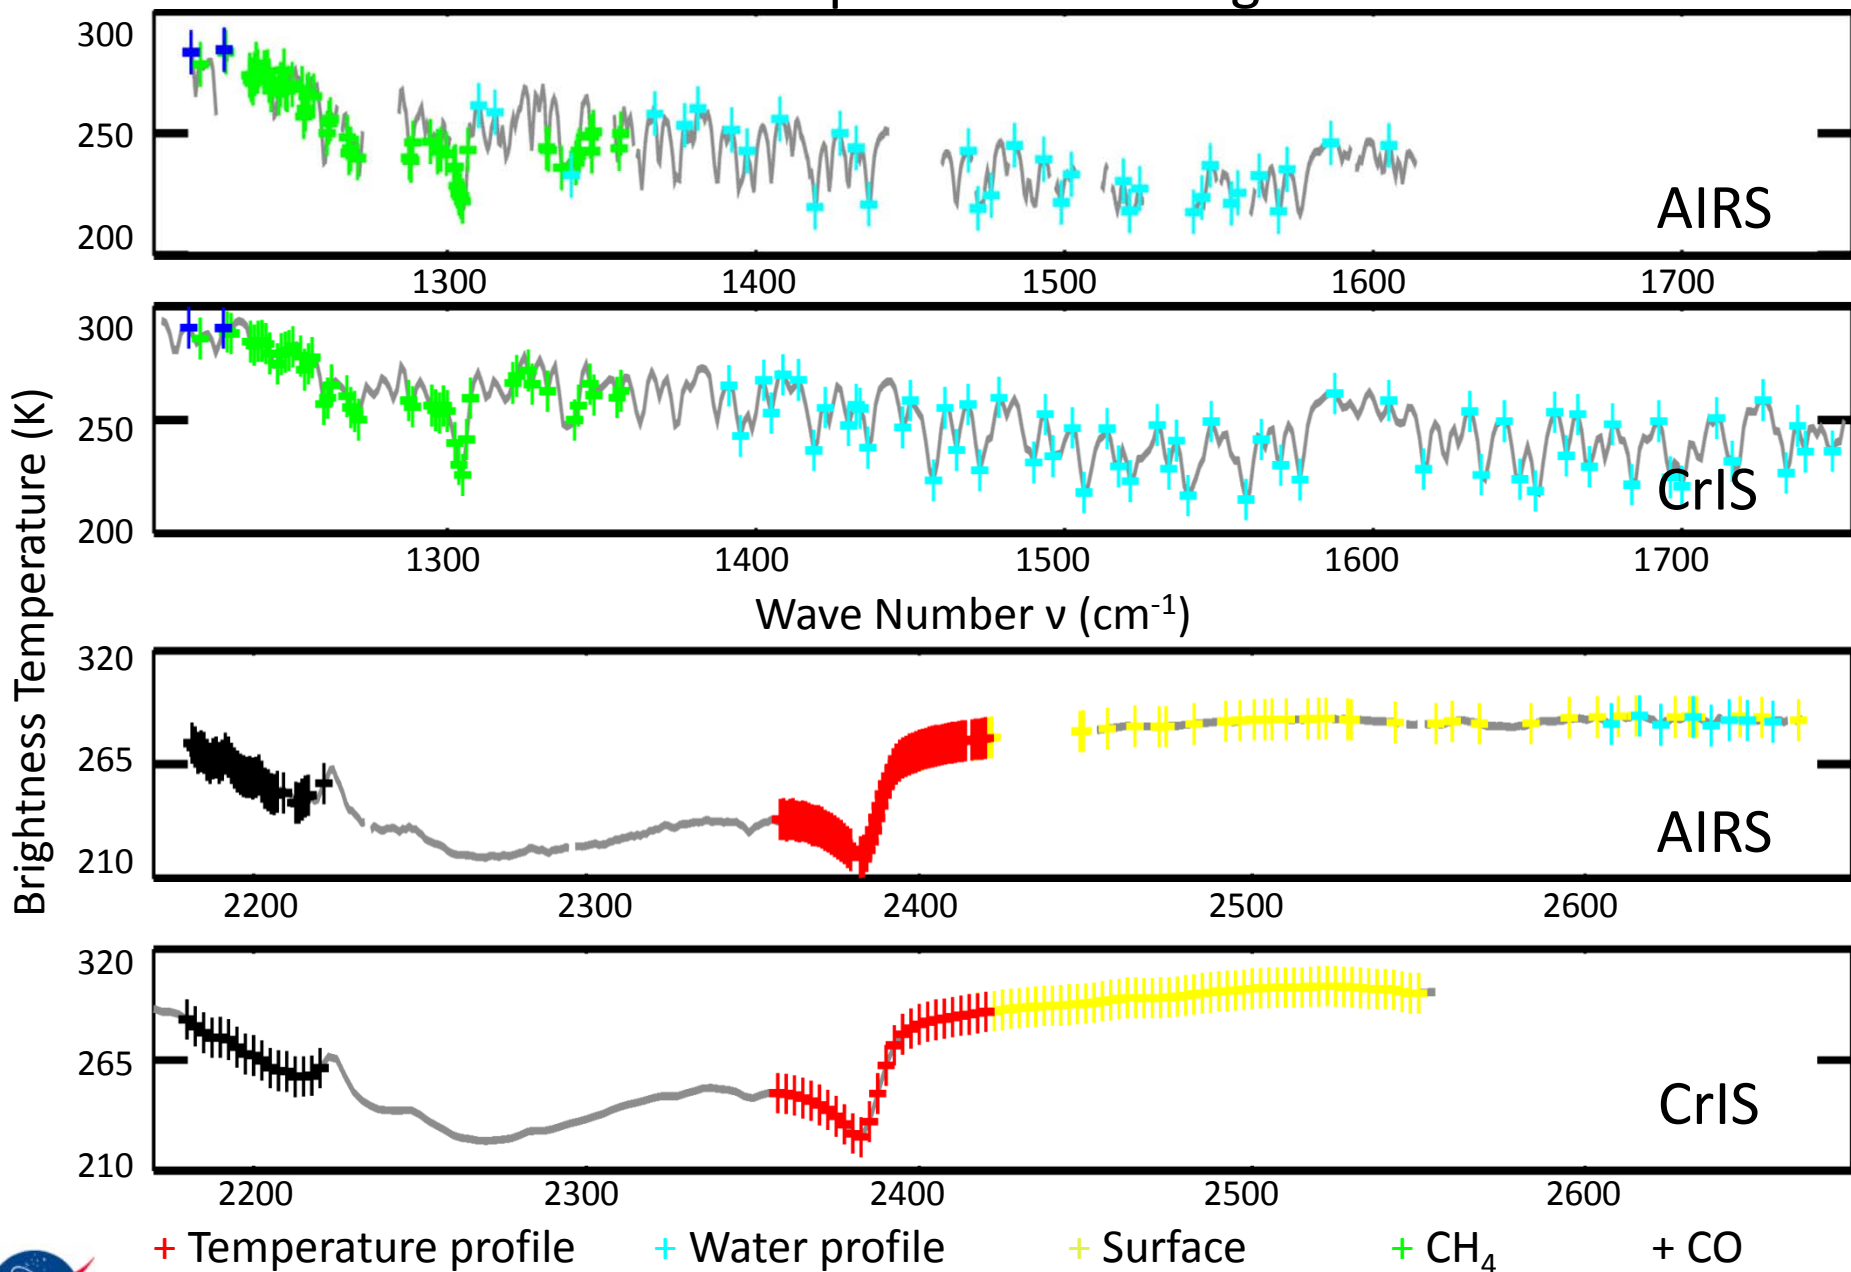 300
250
200
AIRS
1300 1400 1500 1600 1700
300
250
200
CrIS
1300 1400 1500 1600 1700
Wave Number ν (cm-1)
Brightness Temperature (K)
320
265
210
AIRS
2200 2300 2400 2500 2600
320
265
210
CrIS
2200 2300 2400 2500 2600
+ Temperature profile + Water profile + Surface + CH4 + CO